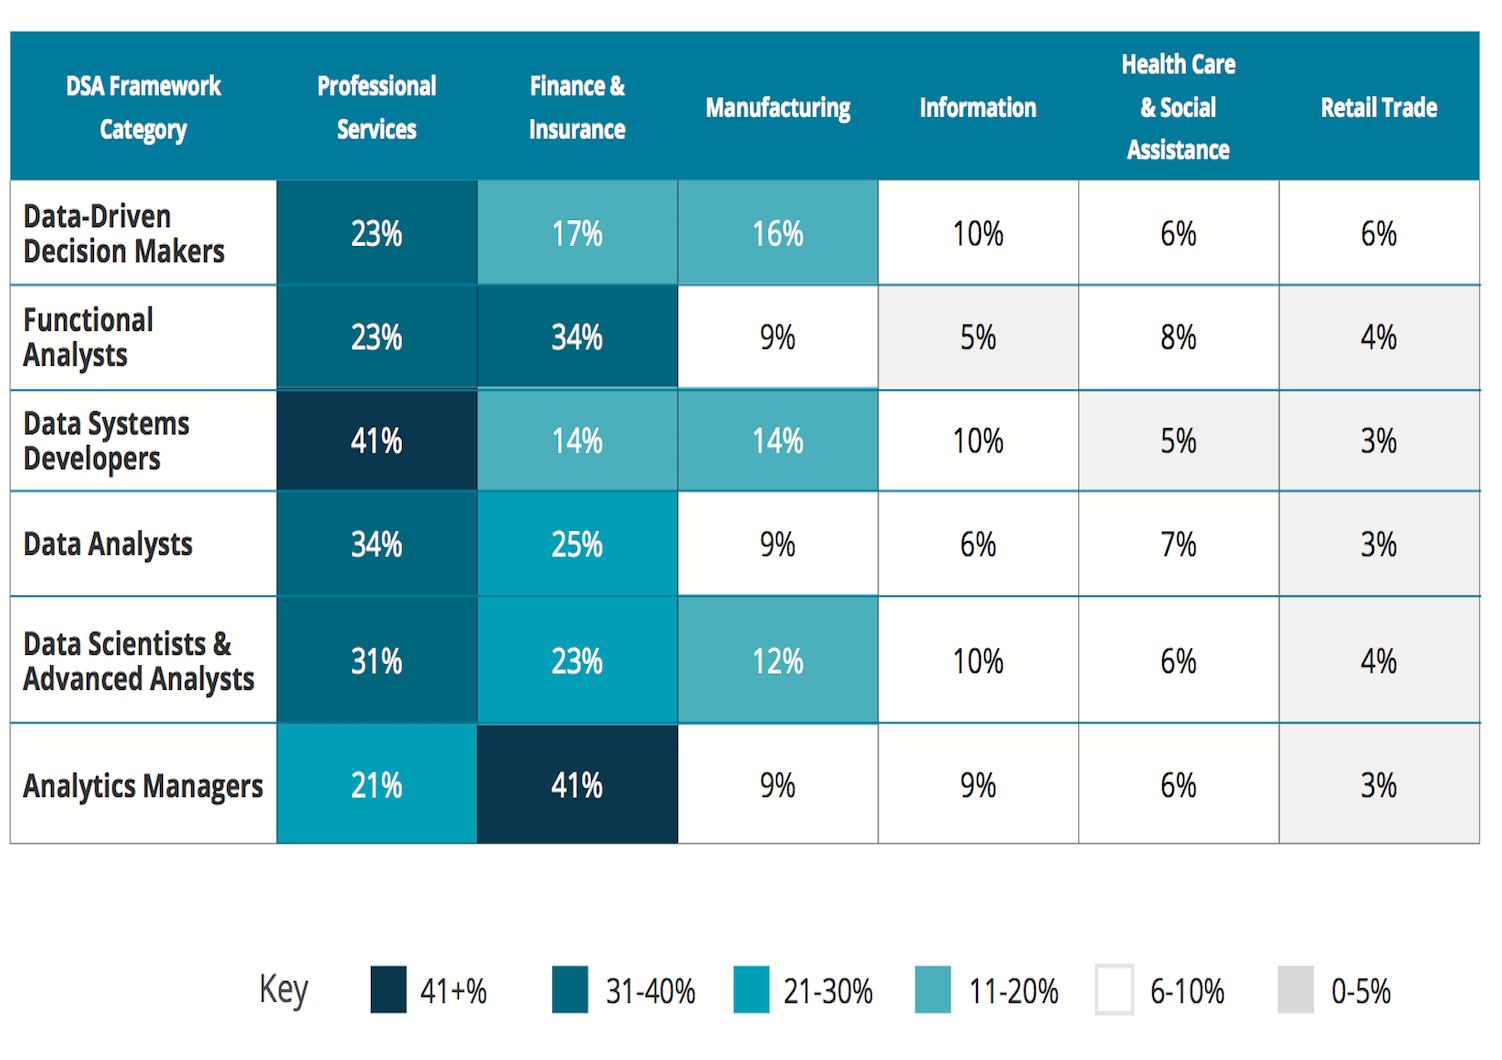 DSA Framework
Category
Professional
Services
Finance &
Insurance
Manufacturing
Information
Health Care
& Social
Assistance
Retail Trade
Data-Driven
Decision Makers
23%
17%
16%
10%
6%
6%
Functional
Analysts
23%
34%
9%
5%
8%
4%
Data Systems
Developers
41%
14%
14%
10%
5%
3%
Data Analysts
34%
25%
9%
6%
7%
3%
Data Scientists &
Advanced Analysts
31%
23%
12%
10%
6%
4%
Analytics Managers
21%
41%
9%
9%
6%
3%
Key
41+%
31-40%
21-30%
11-20%
6-10%
0-5%